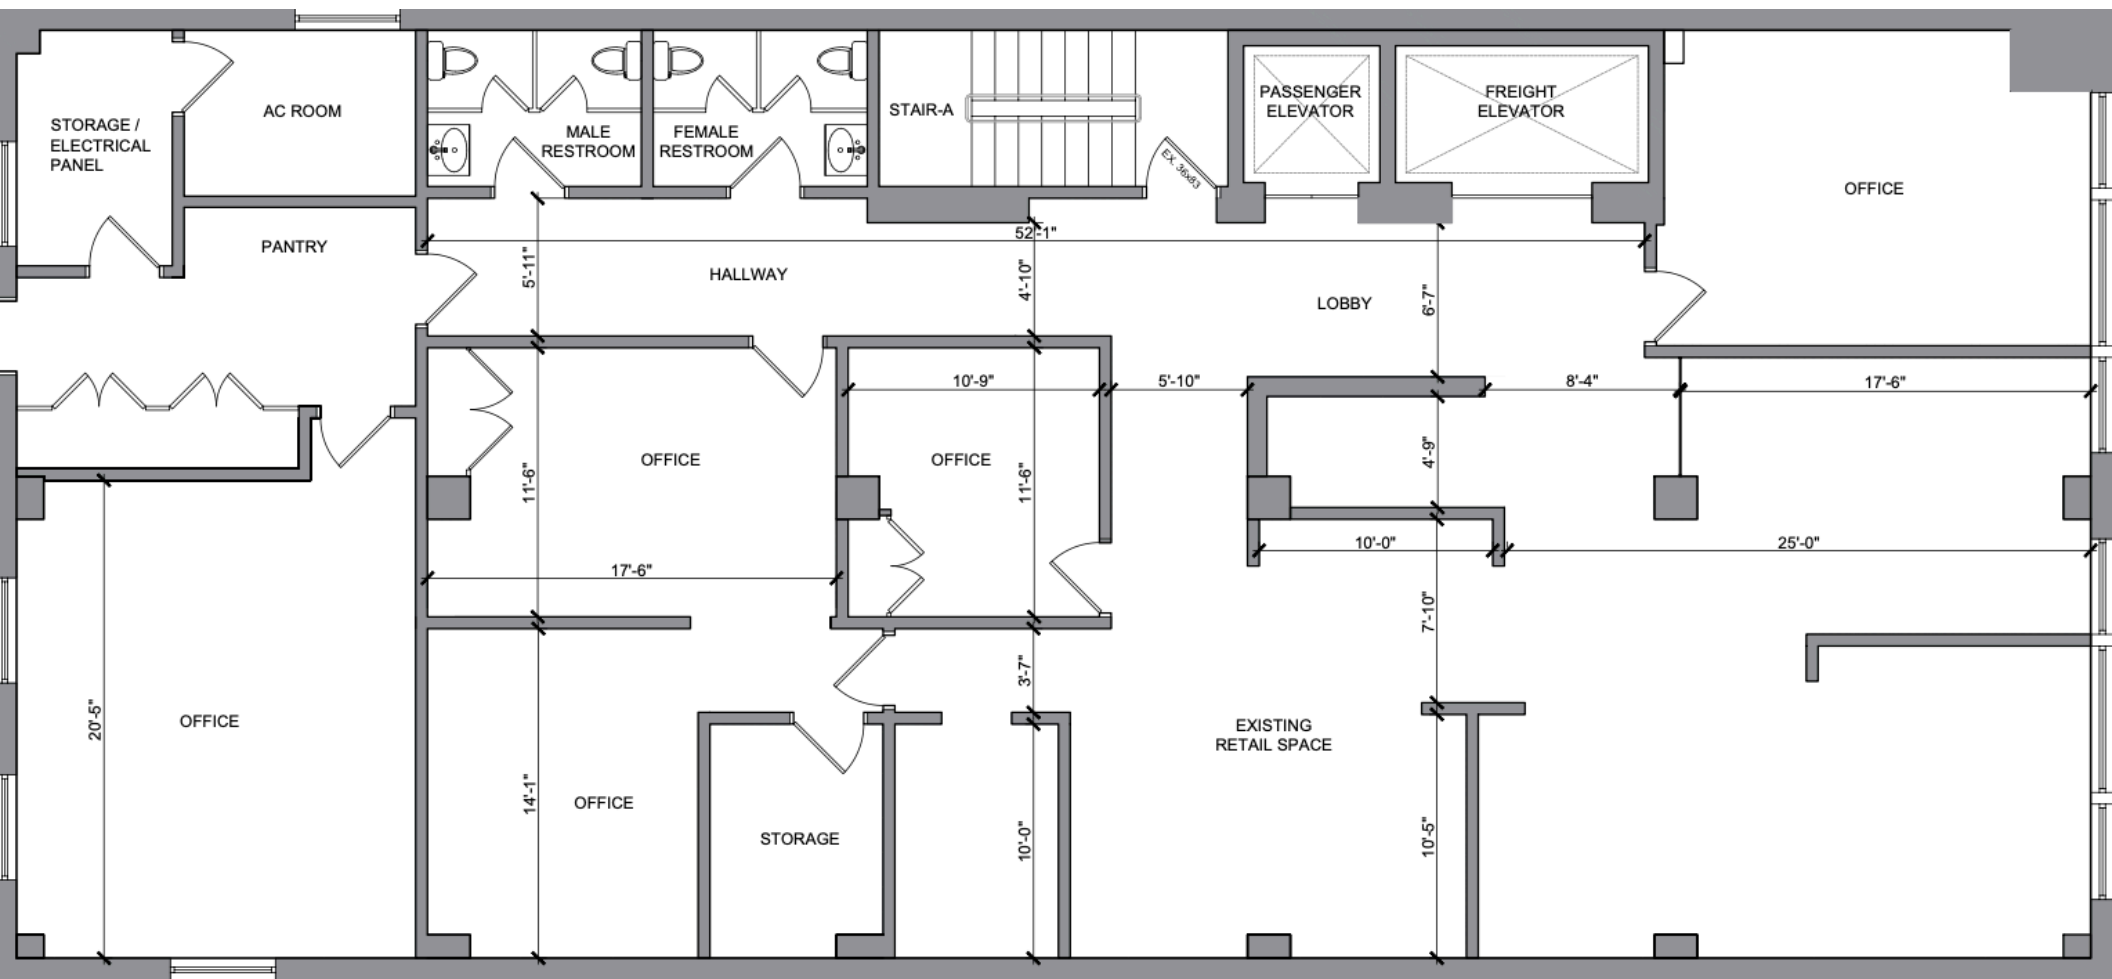 STORAGE /
ELECTRICAL
PANEL
AC ROOM
MALE
RESTROOM
FEMALE
RESTROOM
STAIR-A
EX. 36x83
PASSENGER
ELEVATOR
FREIGHT
ELEVATOR
OFFICE
PANTRY
52'-1"
5'-11"
HALLWAY
4'-10"
LOBBY
6'-7"
10'-9"
5'-10"
8'-4"
17'-6"
OFFICE
11'-6"
OFFICE
11'-6"
4'-9"
17'-6"
10'-0"
25'-0"
7'-10"
3'-7"
20'-5"
OFFICE
EXISTING
RETAIL SPACE
14'-1"
OFFICE
STORAGE
10'-0"
10'-5"